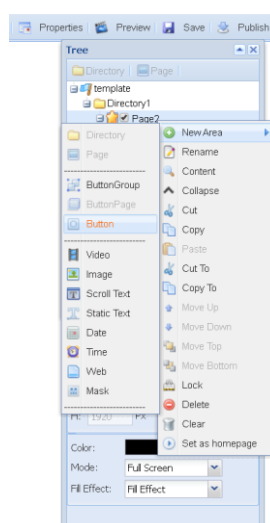 Properties Preview Save Publish
Tree
Directory Page
template
Directory1
Page2
Directory
Page
ButtonGroup
ButtonPage
Button
Video
Image
Scroll Text
Static Text
Date
Time
Web
Mask
New Area
Rename
Content
Collapse
Cut
Copy
Paste
Cut To
Copy To
Move Up
Move Down
Move Top
Move Bottom
Lock
Delete
Clear
Set as homepage
H: 1920 PX
Color:
Mode: Full Screen
Fill Effect: Fill Effect